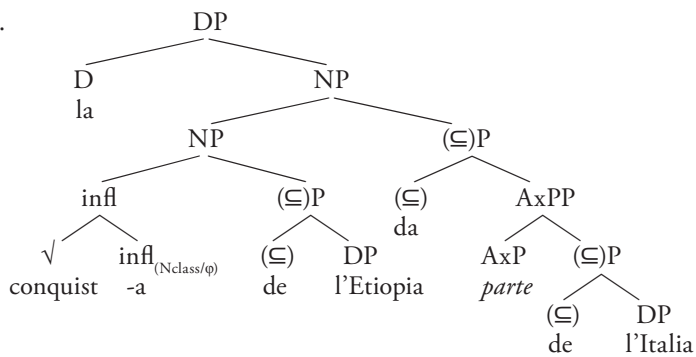 . DP
D NP
la
NP (⊆)P
infl (⊆)P (⊆) AxPP
da
√ infl(Nclass/φ) (⊆) DP AxP (⊆)P
conquist -a de l'Etiopia parte
(⊆) DP
de l'Italia